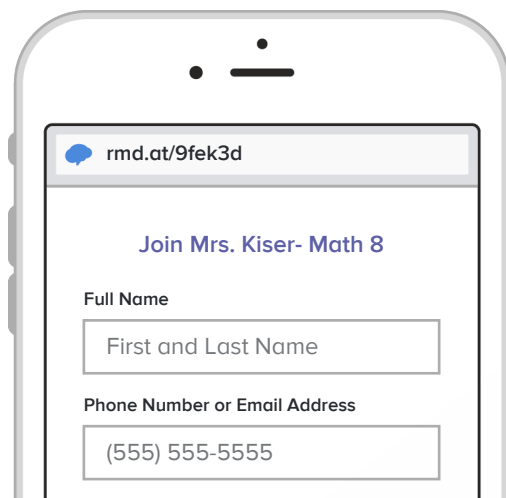 rmd.at/9fek3d
Join Mrs. Kiser- Math 8
Full Name
First and Last Name
Phone Number or Email Address
(555) 555-5555